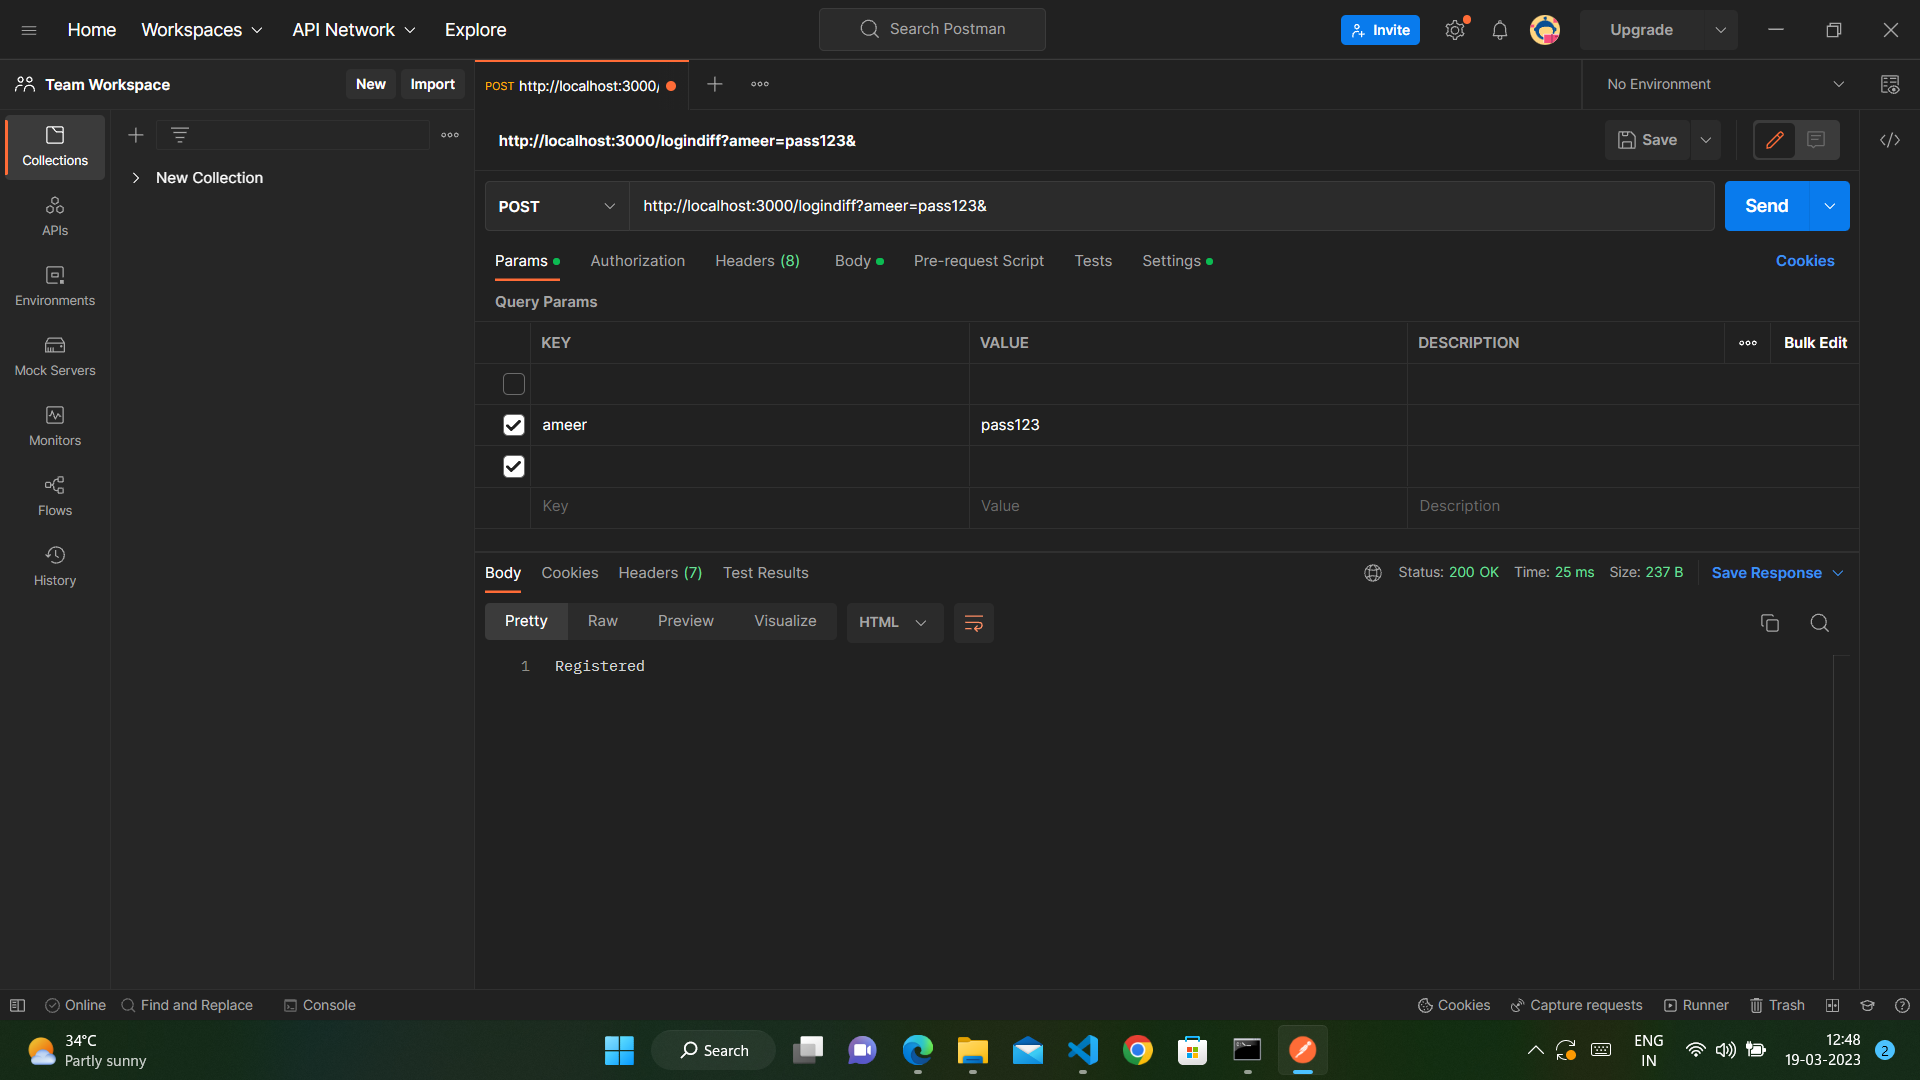 Home Workspaces API Network Explore Search Postman Invite Upgrade
Team Workspace New Import POST http://localhost:3000/ No Environment
http://localhost:3000/logindiff?ameer=pass123& Save
Collections
New Collection
APIs
Environments
Mock Servers
Monitors
Flows
History
POST http://localhost:3000/logindiff?ameer=pass123& Send
Params Authorization Headers (8) Body Pre-request Script Tests Settings Cookies
Query Params
KEY VALUE DESCRIPTION Bulk Edit
ameer pass123
Key Value Description
Body Cookies Headers (7) Test Results Status: 200 OK Time: 25 ms Size: 237 B Save Response
Pretty Raw Preview Visualize HTML
1 Registered
Online Find and Replace Console Cookies Capture requests Runner Trash
34°C
Partly sunny
Search
ENG
IN
12:48
19-03-2023
2